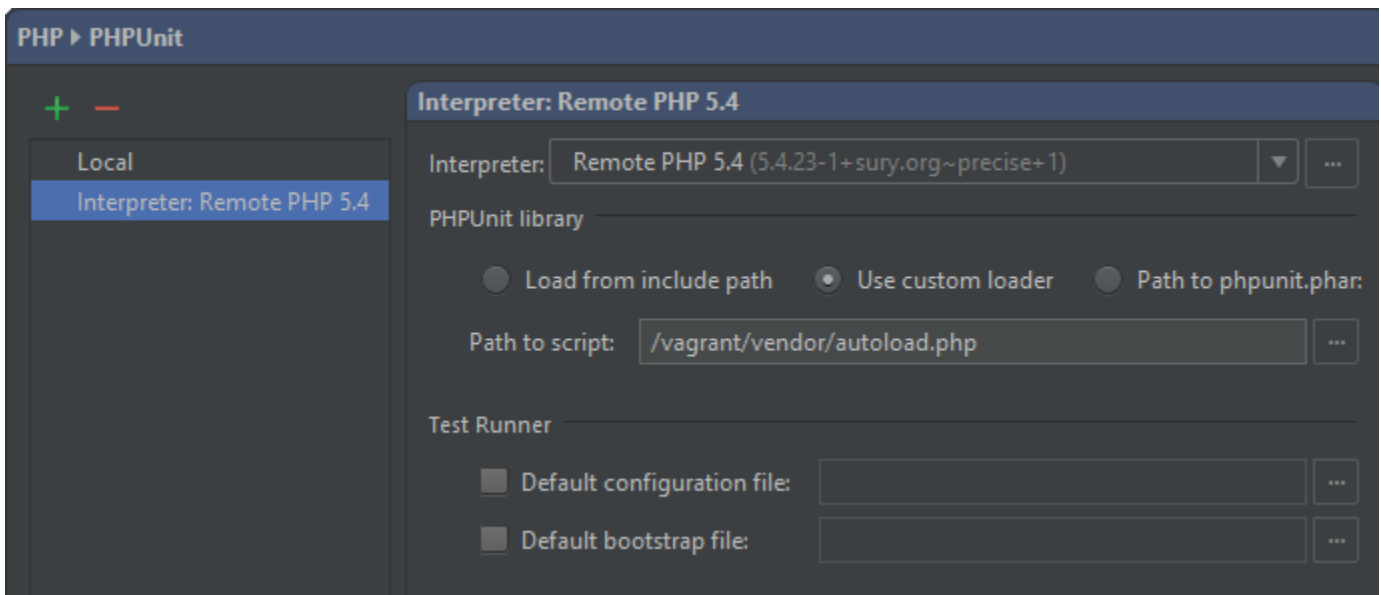 PHP ▸ PHPUnit
Local
Interpreter: Remote PHP 5.4
Interpreter: Remote PHP 5.4
Interpreter: Remote PHP 5.4 (5.4.23-1+sury.org~precise+1) ...
PHPUnit library
Load from include path Use custom loader Path to phpunit.phar:
Path to script: /vagrant/vendor/autoload.php ...
Test Runner
Default configuration file: ...
Default bootstrap file: ...